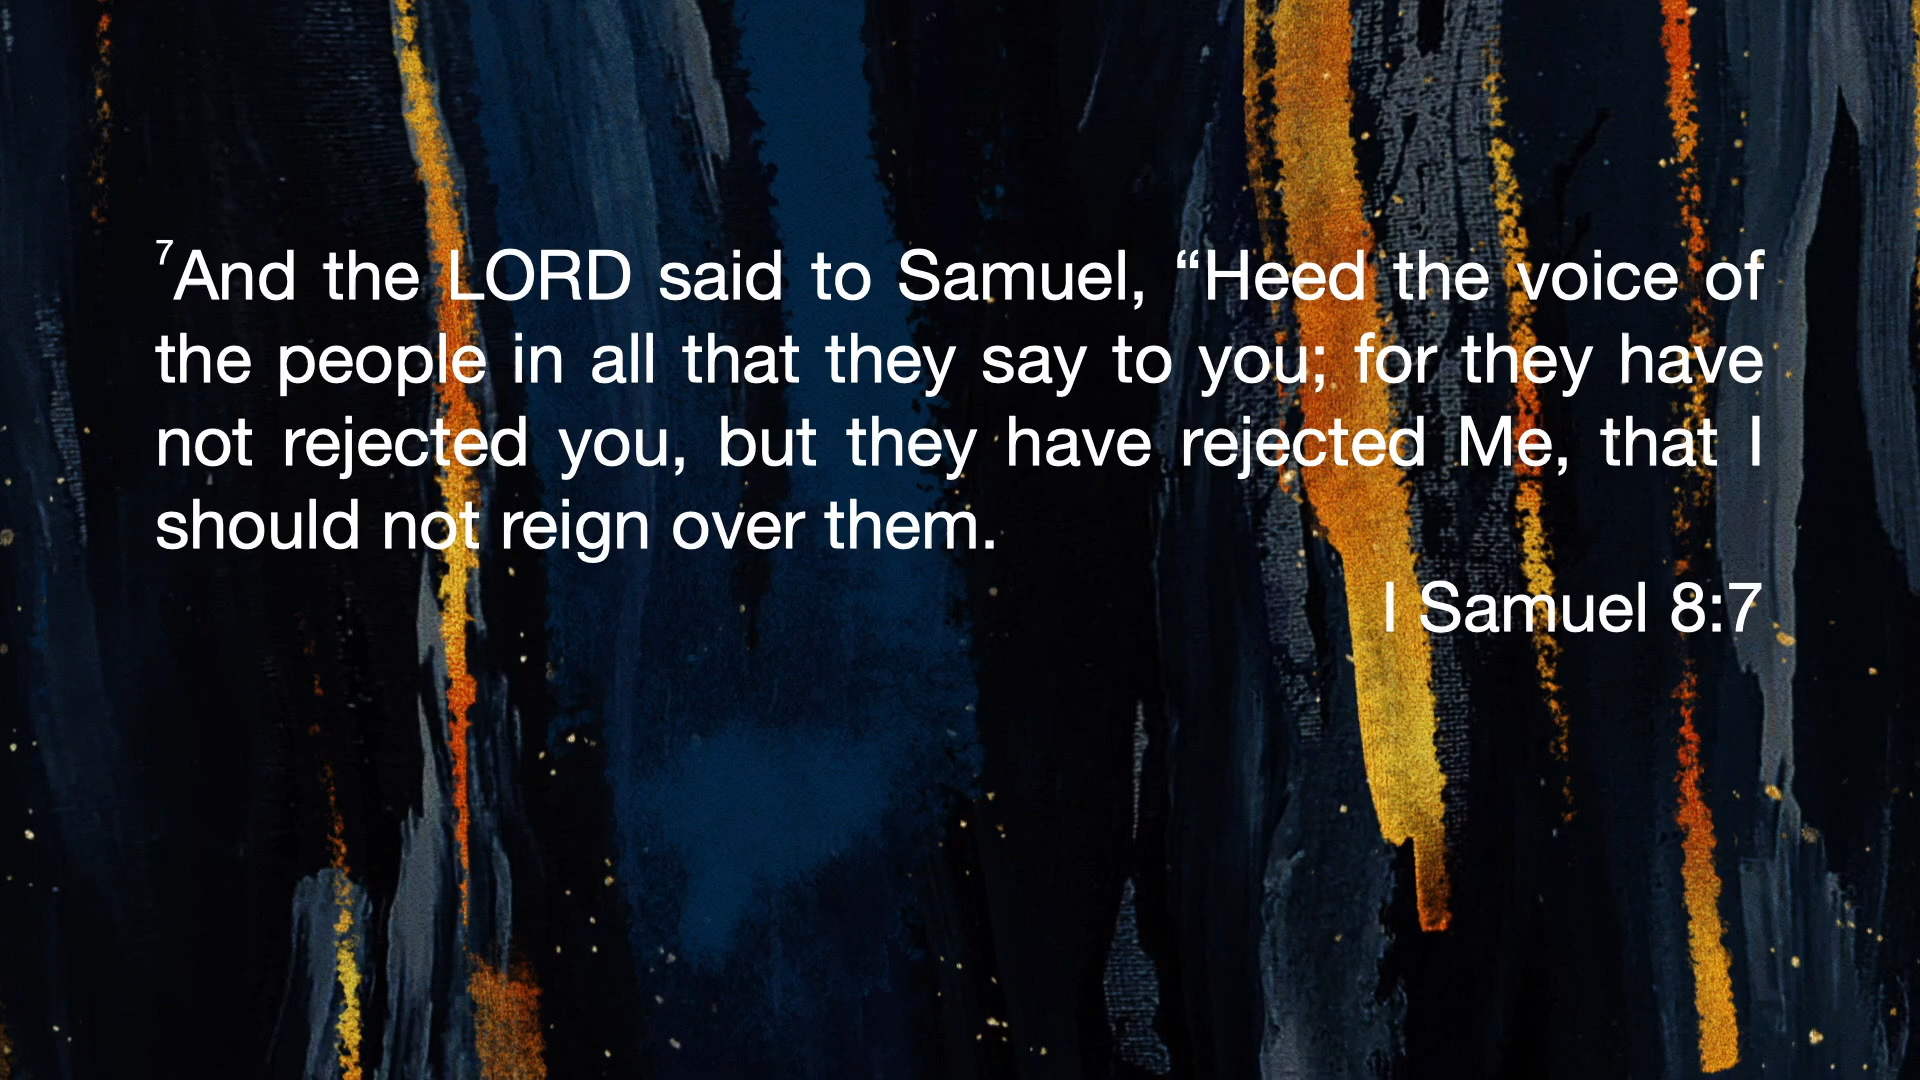 ⁷And the LORD said to Samuel, “Heed the voice of
the people in all that they say to you; for they have
not rejected you, but they have rejected Me, that I
should not reign over them.
I Samuel 8:7